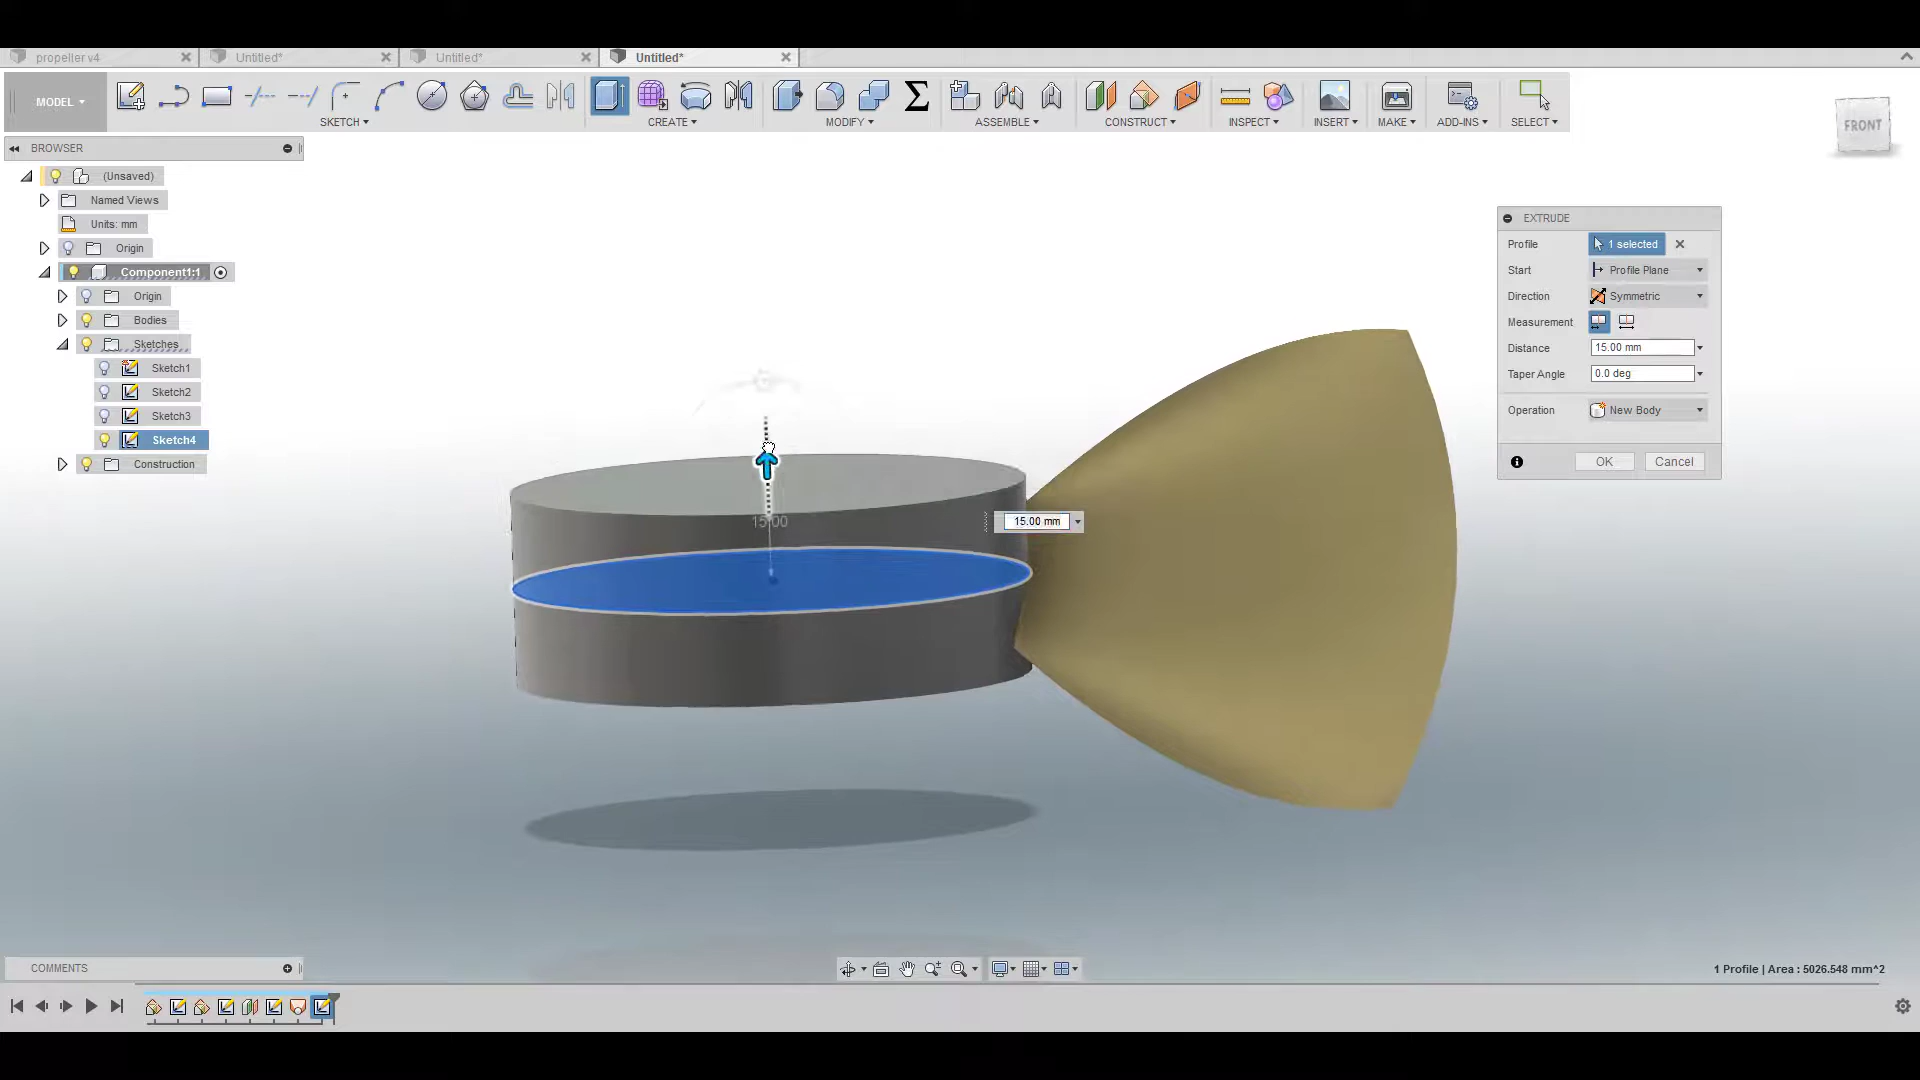 propeller v4
Untitled*
Untitled*
Untitled*
MODEL
SKETCH
CREATE
MODIFY
ASSEMBLE
CONSTRUCT
INSPECT
INSERT
MAKE
ADD-INS
SELECT
FRONT
BROWSER
(Unsaved)
Named Views
Units: mm
Origin
Component1:1
Origin
Bodies
Sketches
Sketch1
Sketch2
Sketch3
Sketch4
Construction
EXTRUDE
Profile 1 selected
Start Profile Plane
Direction Symmetric
Measurement
Distance 15.00 mm
Taper Angle 0.0 deg
Operation New Body
OK Cancel
15.00
15.00 mm
COMMENTS
1 Profile | Area : 5026.548 mm^2